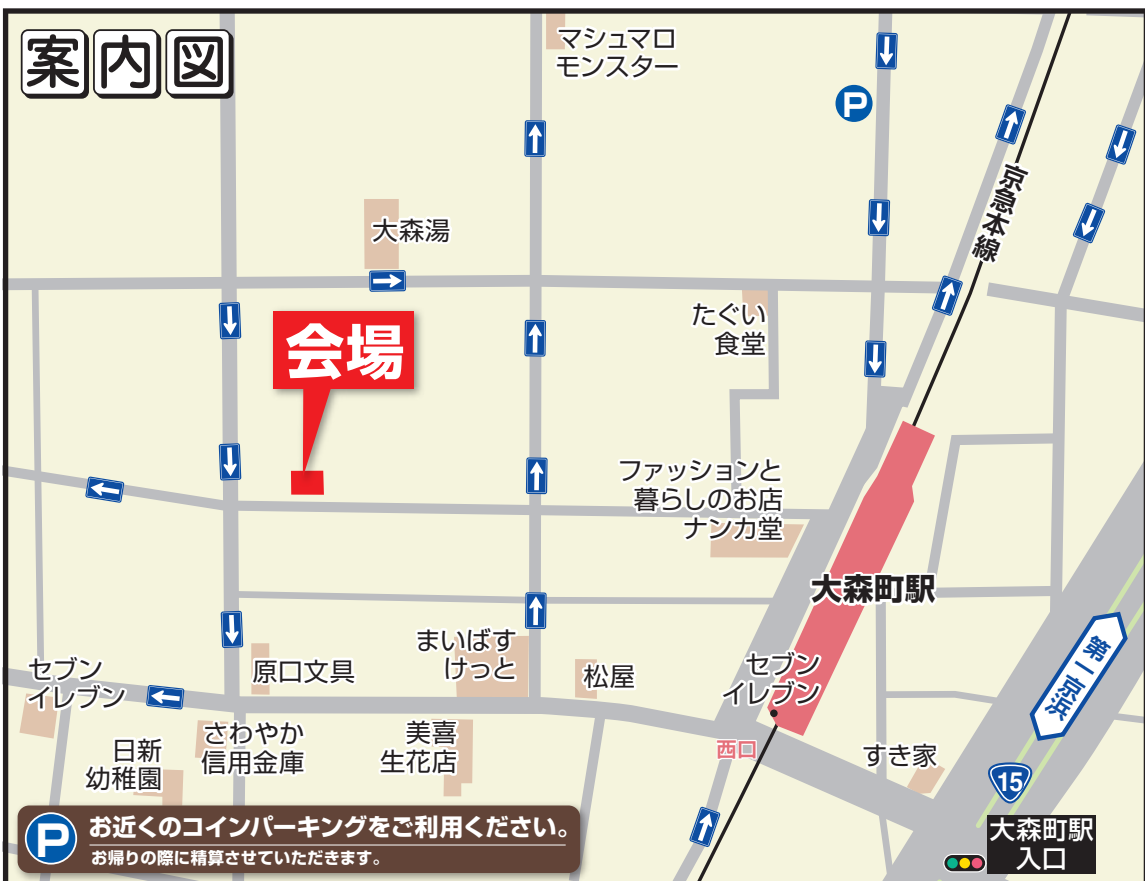 案内図
マシュマロ
モンスター
P
大森湯
京急本線
たぐい
食堂
会場
ファッションと
暮らしのお店
ナンカ堂
大森町駅
まいばす
けっと
セブン
イレブン
原口文具
松屋
セブン
イレブン
第一京浜
さわやか
信用金庫
美喜
生花店
西口
日新
幼稚園
すき家
15
P
お近くのコインパーキングをご利用ください。
お帰りの際に精算させていただきます。
大森町駅
入口